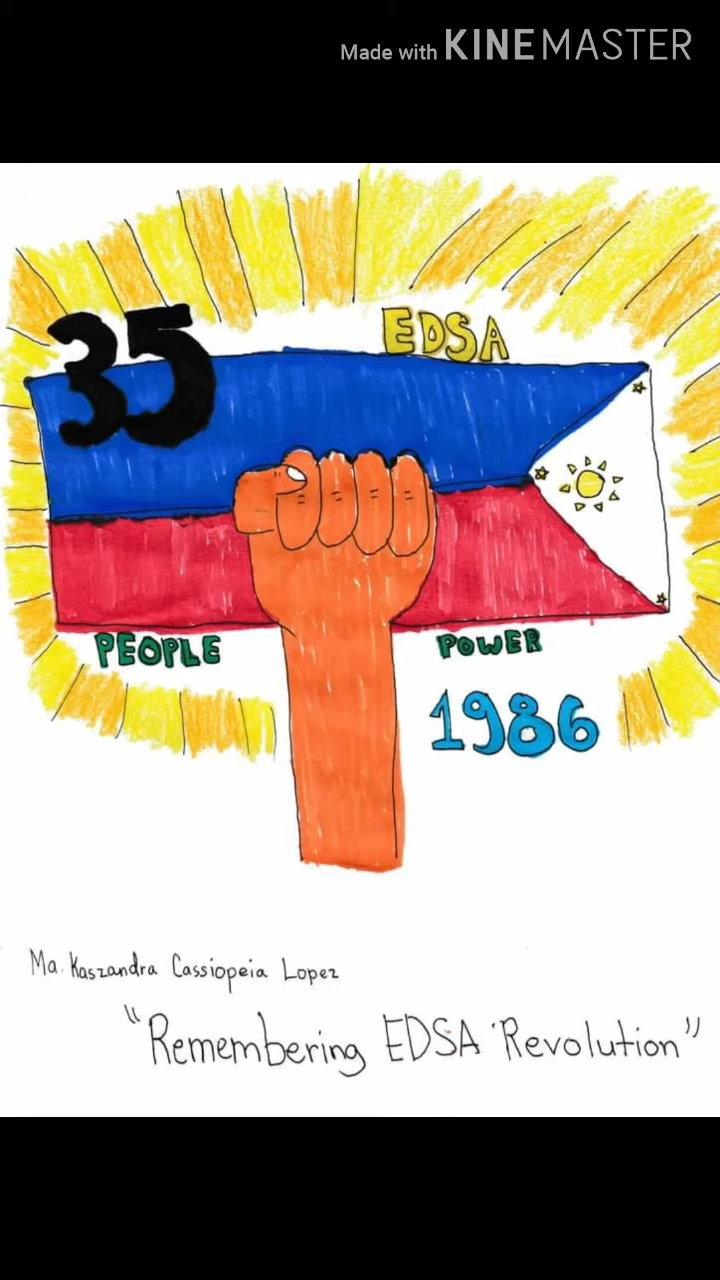 Made with KINEMASTER
35
EDSA
PEOPLE POWER
1986
Ma. Kaszandra Cassiopeia Lopez
"Remembering EDSA Revolution"